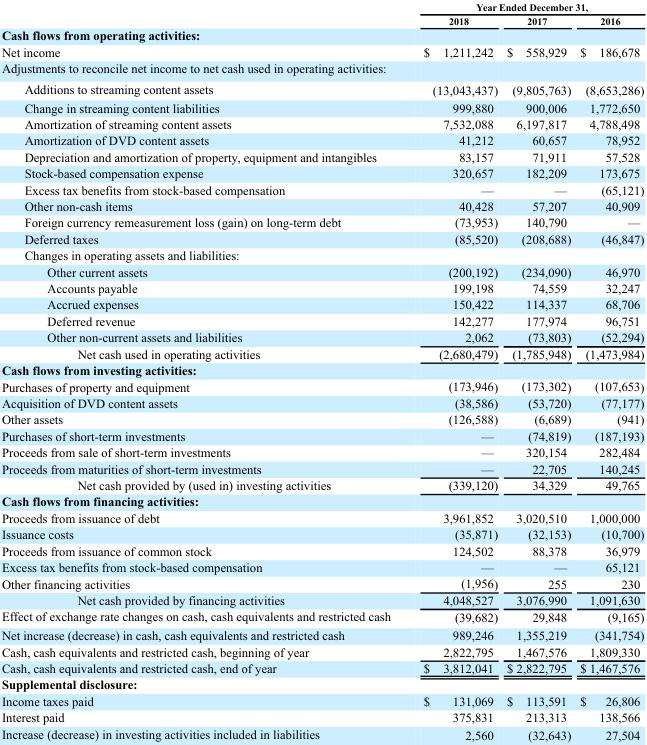 Year Ended December 31,
2018 2017 2016
Cash flows from operating activities:
Net income $ 1,211,242 $ 558,929 $ 186,678
Adjustments to reconcile net income to net cash used in operating activities:
Additions to streaming content assets (13,043,437) (9,805,763) (8,653,286)
Change in streaming content liabilities 999,880 900,006 1,772,650
Amortization of streaming content assets 7,532,088 6,197,817 4,788,498
Amortization of DVD content assets 41,212 60,657 78,952
Depreciation and amortization of property, equipment and intangibles 83,157 71,911 57,528
Stock-based compensation expense 320,657 182,209 173,675
Excess tax benefits from stock-based compensation — — (65,121)
Other non-cash items 40,428 57,207 40,909
Foreign currency remeasurement loss (gain) on long-term debt (73,953) 140,790 —
Deferred taxes (85,520) (208,688) (46,847)
Changes in operating assets and liabilities:
Other current assets (200,192) (234,090) 46,970
Accounts payable 199,198 74,559 32,247
Accrued expenses 150,422 114,337 68,706
Deferred revenue 142,277 177,974 96,751
Other non-current assets and liabilities 2,062 (73,803) (52,294)
Net cash used in operating activities (2,680,479) (1,785,948) (1,473,984)
Cash flows from investing activities:
Purchases of property and equipment (173,946) (173,302) (107,653)
Acquisition of DVD content assets (38,586) (53,720) (77,177)
Other assets (126,588) (6,689) (941)
Purchases of short-term investments — (74,819) (187,193)
Proceeds from sale of short-term investments — 320,154 282,484
Proceeds from maturities of short-term investments — 22,705 140,245
Net cash provided by (used in) investing activities (339,120) 34,329 49,765
Cash flows from financing activities:
Proceeds from issuance of debt 3,961,852 3,020,510 1,000,000
Issuance costs (35,871) (32,153) (10,700)
Proceeds from issuance of common stock 124,502 88,378 36,979
Excess tax benefits from stock-based compensation — — 65,121
Other financing activities (1,956) 255 230
Net cash provided by financing activities 4,048,527 3,076,990 1,091,630
Effect of exchange rate changes on cash, cash equivalents and restricted cash (39,682) 29,848 (9,165)
Net increase (decrease) in cash, cash equivalents and restricted cash 989,246 1,355,219 (341,754)
Cash, cash equivalents and restricted cash, beginning of year 2,822,795 1,467,576 1,809,330
Cash, cash equivalents and restricted cash, end of year $ 3,812,041 $ 2,822,795 $ 1,467,576
Supplemental disclosure:
Income taxes paid $ 131,069 $ 113,591 $ 26,806
Interest paid 375,831 213,313 138,566
Increase (decrease) in investing activities included in liabilities 2,560 (32,643) 27,504